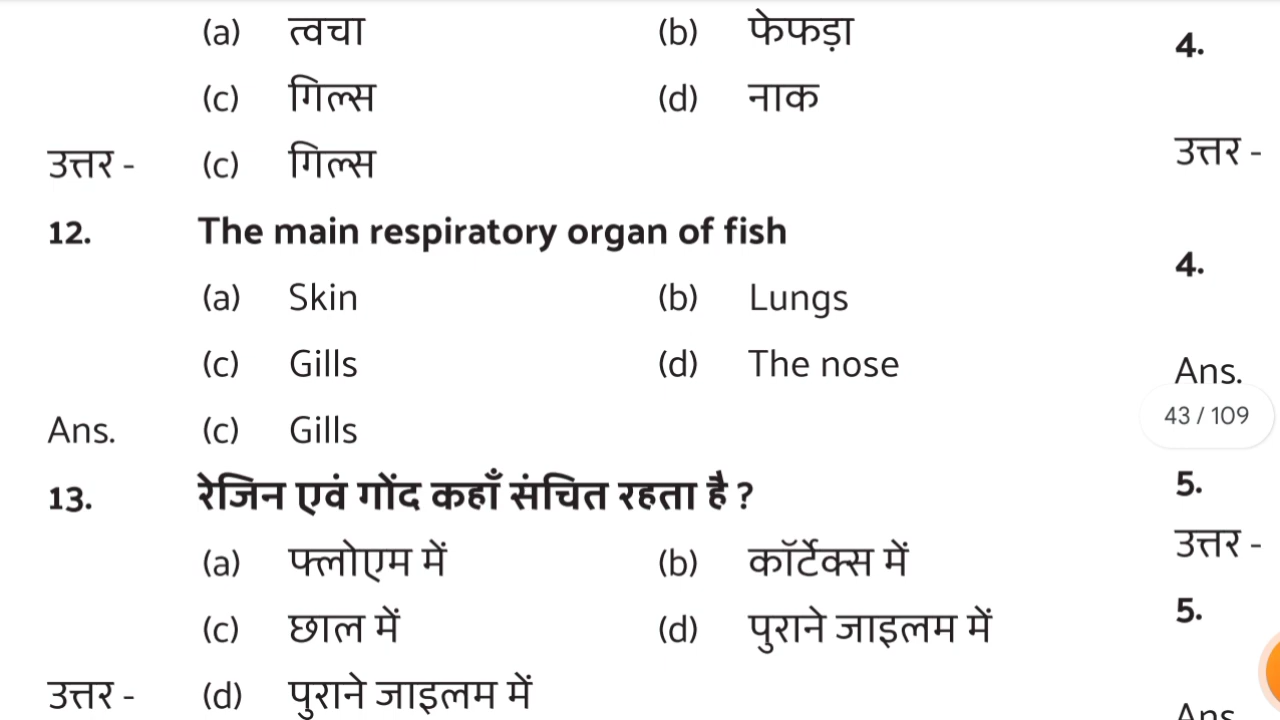 (a) त्वचा (b) फेफड़ा
(c) गिल्स (d) नाक
उत्तर - (c) गिल्स
12. The main respiratory organ of fish
(a) Skin (b) Lungs
(c) Gills (d) The nose
Ans. (c) Gills
13. रेजिन एवं गोंद कहाँ संचित रहता है ?
(a) फ्लोएम में (b) कॉर्टेक्स में
(c) छाल में (d) पुराने जाइलम में
उत्तर - (d) पुराने जाइलम में
4.
उत्तर -
4.
Ans.
43 / 109
5.
उत्तर -
5.
Ans